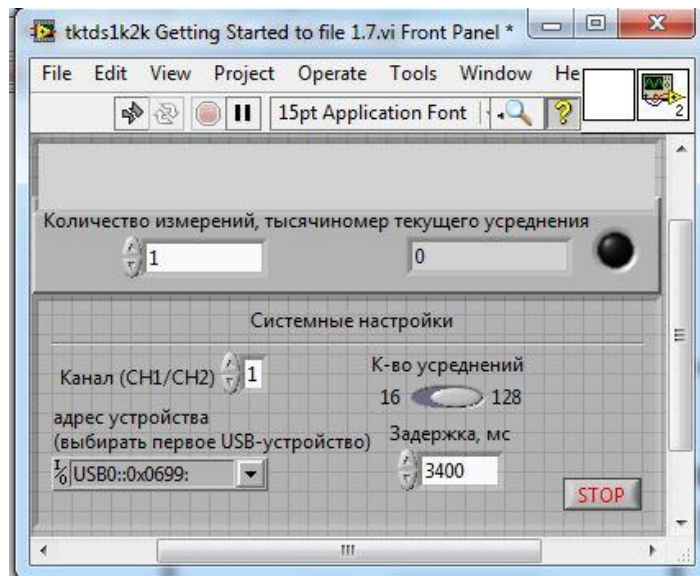 tktds1k2k Getting Started to file 1.7.vi Front Panel *
File Edit View Project Operate Tools Window He
15pt Application Font
2
Количество измерений, тысячиномер текущего усреднения
1 0
Системные настройки
Канал (CH1/CH2) 1
К-во усреднений
16 128
адрес устройства
(выбирать первое USB-устройство)
Задержка, мс
I/O USB0::0x0699:
3400
STOP